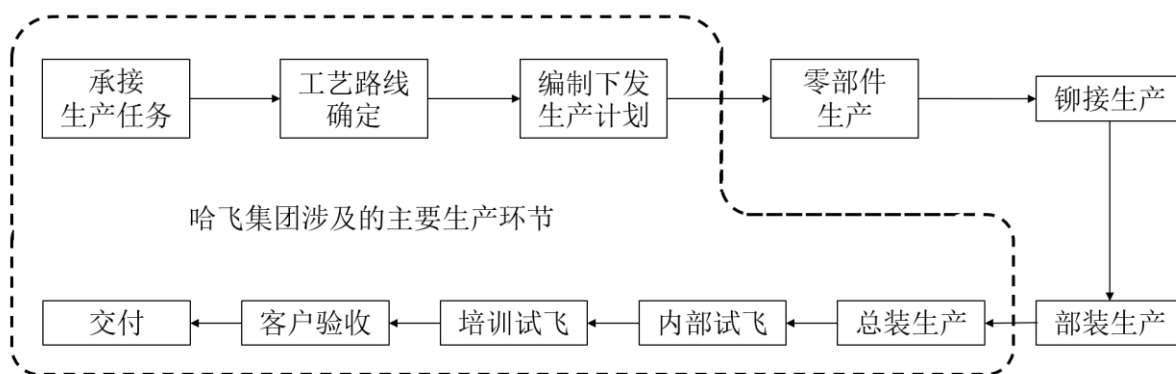 承接
生产任务
工艺路线
确定
编制下发
生产计划
零部件
生产
铆接生产
哈飞集团涉及的主要生产环节
交付
客户验收
培训试飞
内部试飞
总装生产
部装生产